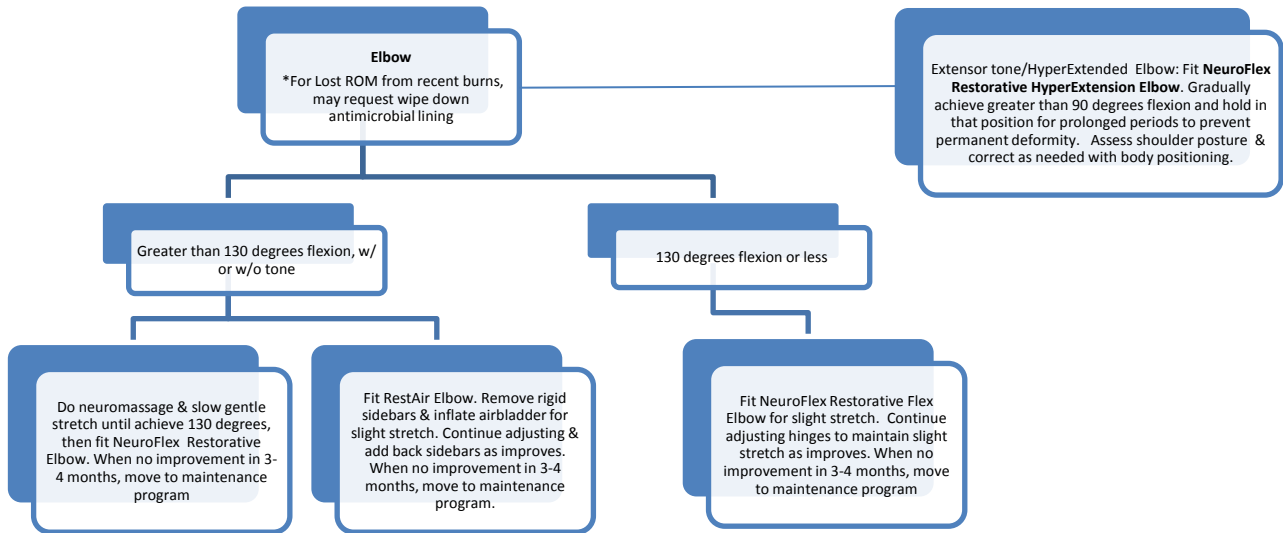 Elbow
*For Lost ROM from recent burns,
may request wipe down
antimicrobial lining
Extensor tone/HyperExtended Elbow: Fit NeuroFlex
Restorative HyperExtension Elbow. Gradually
achieve greater than 90 degrees flexion and hold in
that position for prolonged periods to prevent
permanent deformity. Assess shoulder posture &
correct as needed with body positioning.
Greater than 130 degrees flexion, w/
or w/o tone
130 degrees flexion or less
Do neuromassage & slow gentle
stretch until achieve 130 degrees,
then fit NeuroFlex Restorative
Elbow. When no improvement in 3-
4 months, move to maintenance
program
Fit RestAir Elbow. Remove rigid
sidebars & inflate airbladder for
slight stretch. Continue adjusting &
add back sidebars as improves.
When no improvement in 3-4
months, move to maintenance
program.
Fit NeuroFlex Restorative Flex
Elbow for slight stretch. Continue
adjusting hinges to maintain slight
stretch as improves. When no
improvement in 3-4 months, move
to maintenance program